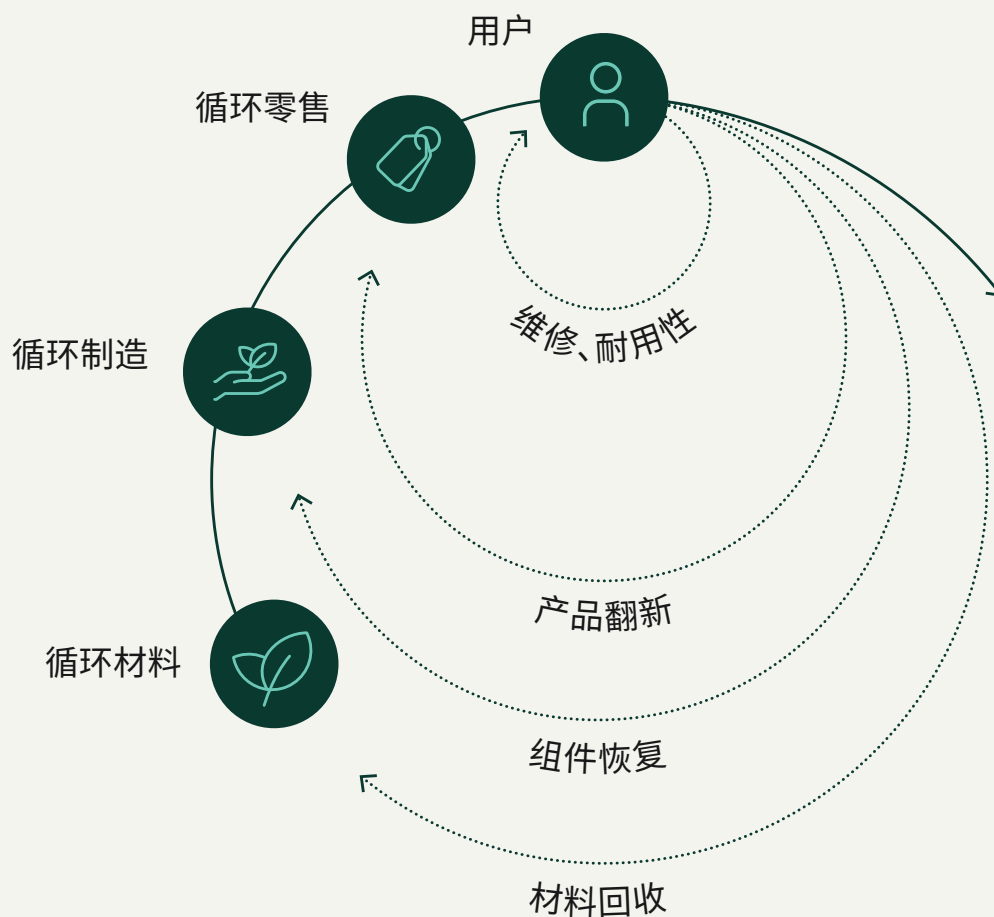 用户
循环零售
维修、耐用性
循环制造
产品翻新
循环材料
组件恢复
材料回收